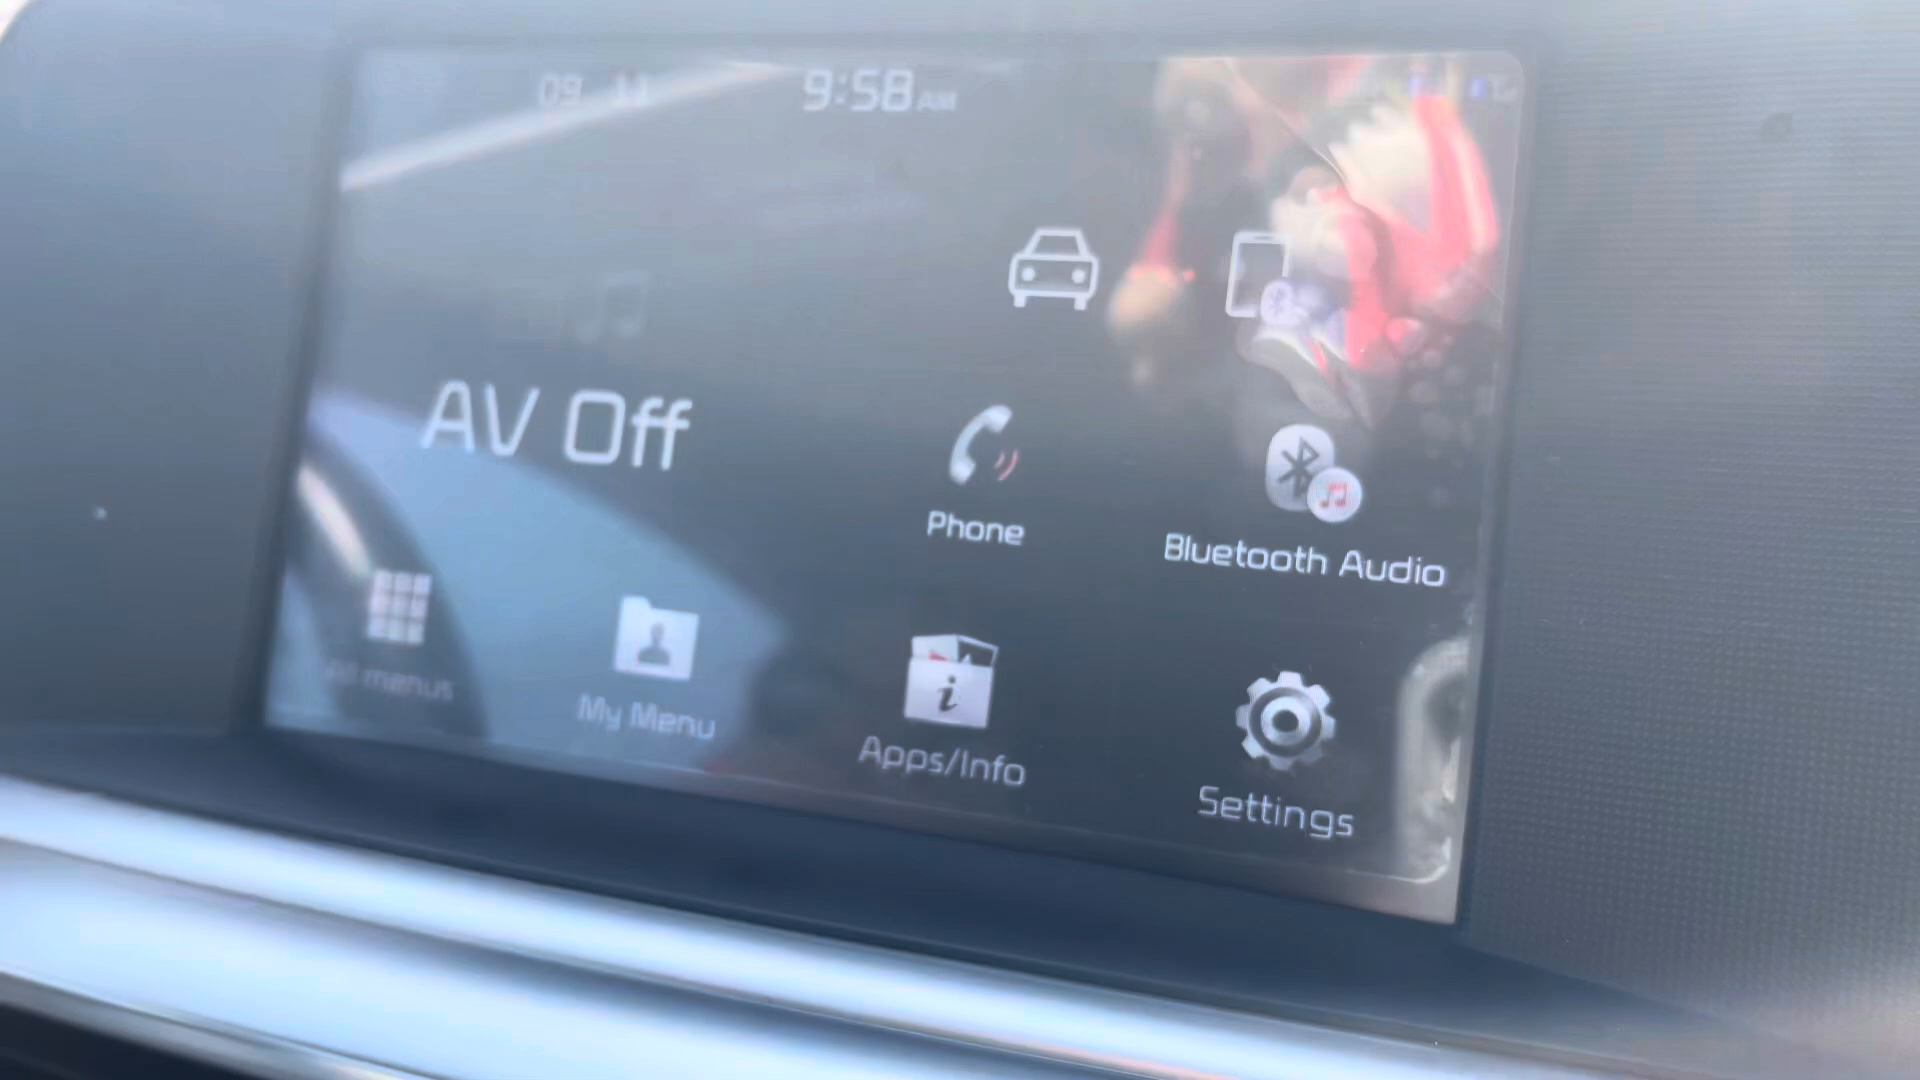 09 11 9:58 AM
AV Off
Phone
Bluetooth Audio
All menus
My Menu
Apps/Info
Settings